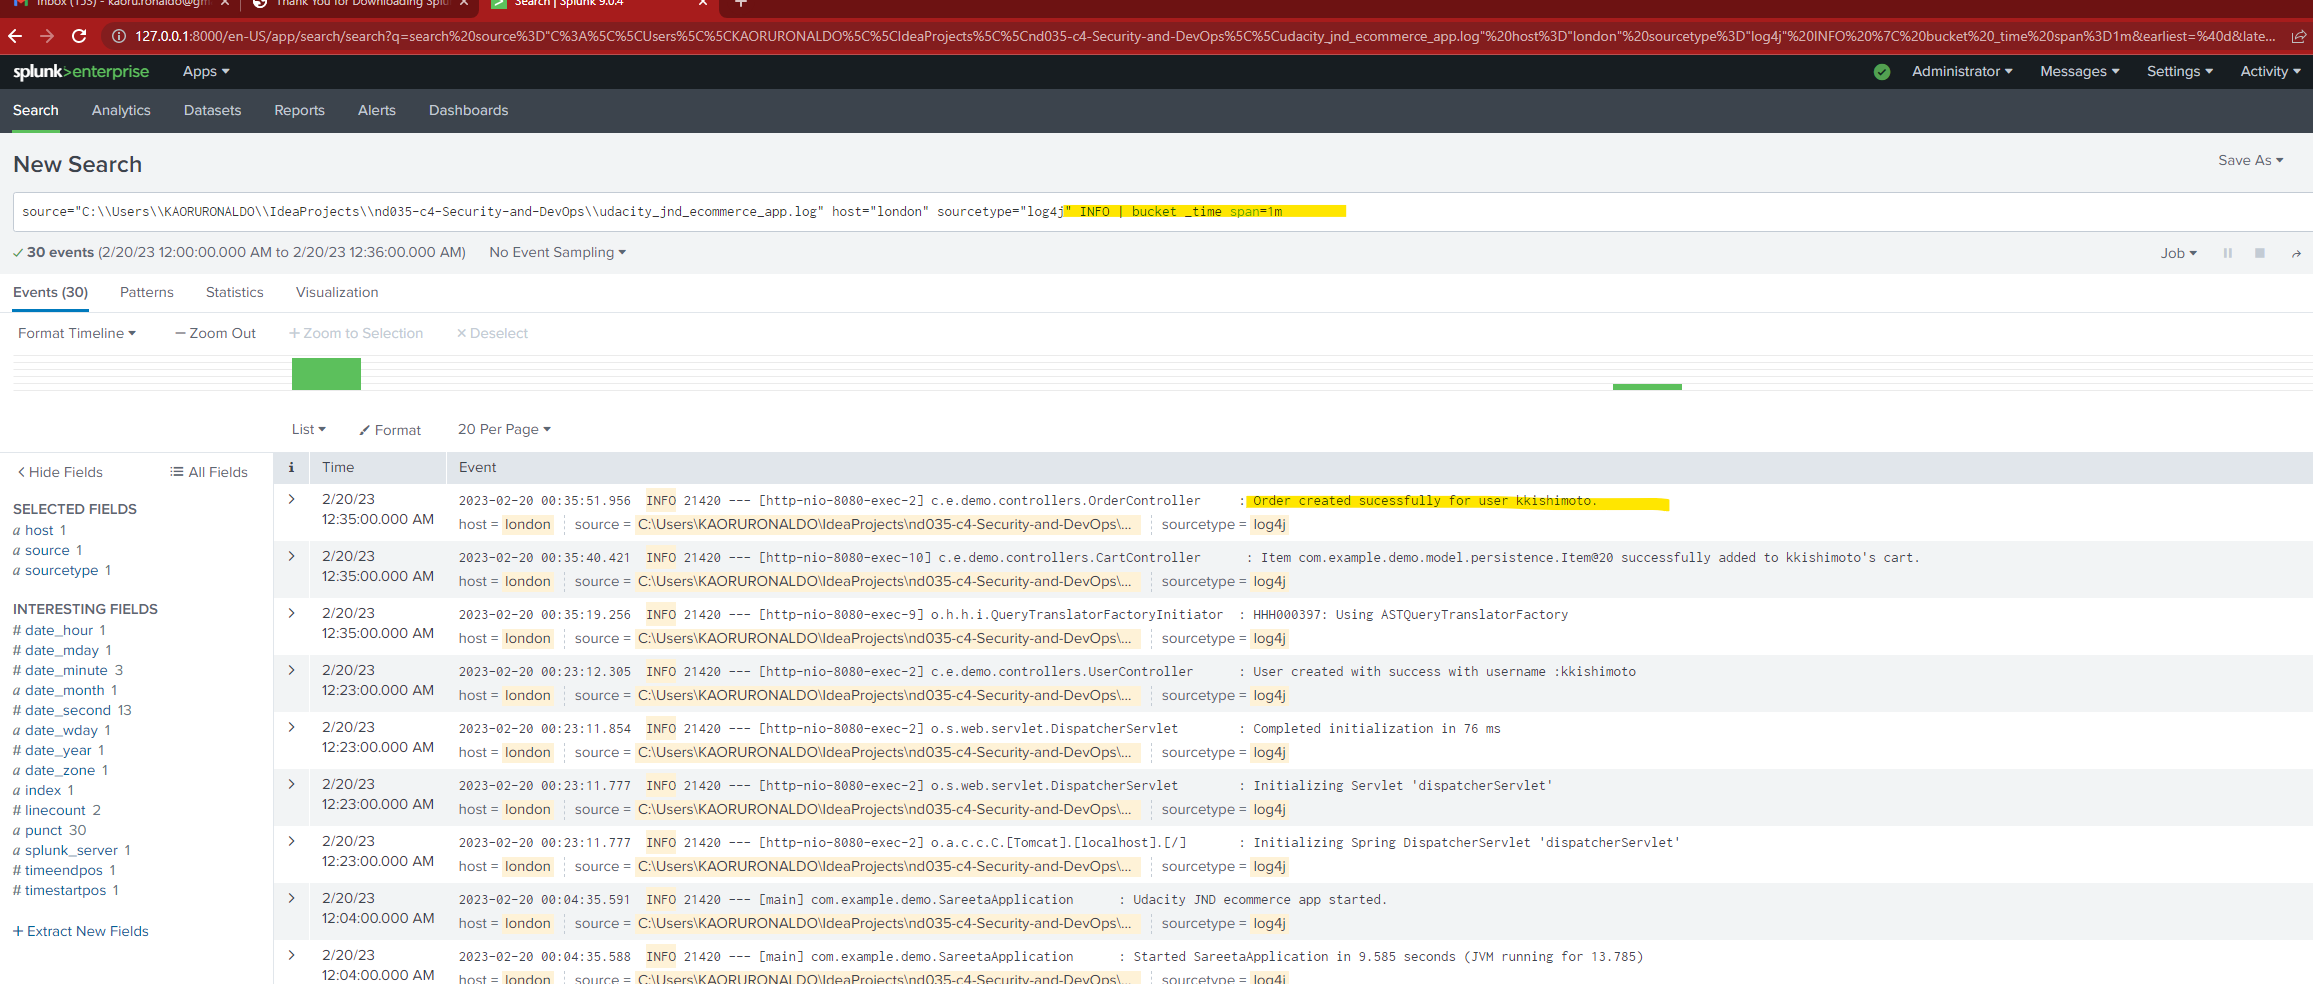 Inbox (153) - kaoru.ronaldo@gm
Thank You for Downloading Splu
Search | Splunk 9.0.4
127.0.0.1:8000/en-US/app/search/search?q=search%20source%3D"C%3A%5C%5CUsers%5C%5CKAORURONALDO%5C%5CIdeaProjects%5C%5Cnd035-c4-Security-and-DevOps%5C%5Cudacity_jnd_ecommerce_app.log"%20host%3D"london"%20sourcetype%3D"log4j"%20INFO%20%7C%20bucket%20_time%20span%3D1m&earliest=%40d&late...
splunk>enterprise Apps Administrator Messages Settings Activity
Search Analytics Datasets Reports Alerts Dashboards
New Search
Save As
source="C:\\Users\\KAORURONALDO\\IdeaProjects\\nd035-c4-Security-and-DevOps\\udacity_jnd_ecommerce_app.log" host="london" sourcetype="log4j" INFO | bucket _time span=1m
30 events (2/20/23 12:00:00.000 AM to 2/20/23 12:36:00.000 AM) No Event Sampling Job
Events (30) Patterns Statistics Visualization
Format Timeline — Zoom Out + Zoom to Selection × Deselect
List Format 20 Per Page
< Hide Fields All Fields
SELECTED FIELDS
a host 1
a source 1
a sourcetype 1
INTERESTING FIELDS
# date_hour 1
# date_mday 1
# date_minute 3
a date_month 1
# date_second 13
a date_wday 1
# date_year 1
a date_zone 1
a index 1
# linecount 2
a punct 30
a splunk_server 1
# timeendpos 1
# timestartpos 1
+ Extract New Fields
i Time Event
2/20/23
12:35:00.000 AM
2023-02-20 00:35:51.956 INFO 21420 --- [http-nio-8080-exec-2] c.e.demo.controllers.OrderController : Order created sucessfully for user kkishimoto.
host = london source = C:\Users\KAORURONALDO\IdeaProjects\nd035-c4-Security-and-DevOps\... sourcetype = log4j
2/20/23
12:35:00.000 AM
2023-02-20 00:35:40.421 INFO 21420 --- [http-nio-8080-exec-10] c.e.demo.controllers.CartController : Item com.example.demo.model.persistence.Item@20 successfully added to kkishimoto's cart.
host = london source = C:\Users\KAORURONALDO\IdeaProjects\nd035-c4-Security-and-DevOps\... sourcetype = log4j
2/20/23
12:35:00.000 AM
2023-02-20 00:35:19.256 INFO 21420 --- [http-nio-8080-exec-9] o.h.h.i.QueryTranslatorFactoryInitiator : HHH000397: Using ASTQueryTranslatorFactory
host = london source = C:\Users\KAORURONALDO\IdeaProjects\nd035-c4-Security-and-DevOps\... sourcetype = log4j
2/20/23
12:23:00.000 AM
2023-02-20 00:23:12.305 INFO 21420 --- [http-nio-8080-exec-2] c.e.demo.controllers.UserController : User created with success with username :kkishimoto
host = london source = C:\Users\KAORURONALDO\IdeaProjects\nd035-c4-Security-and-DevOps\... sourcetype = log4j
2/20/23
12:23:00.000 AM
2023-02-20 00:23:11.854 INFO 21420 --- [http-nio-8080-exec-2] o.s.web.servlet.DispatcherServlet : Completed initialization in 76 ms
host = london source = C:\Users\KAORURONALDO\IdeaProjects\nd035-c4-Security-and-DevOps\... sourcetype = log4j
2/20/23
12:23:00.000 AM
2023-02-20 00:23:11.777 INFO 21420 --- [http-nio-8080-exec-2] o.s.web.servlet.DispatcherServlet : Initializing Servlet 'dispatcherServlet'
host = london source = C:\Users\KAORURONALDO\IdeaProjects\nd035-c4-Security-and-DevOps\... sourcetype = log4j
2/20/23
12:23:00.000 AM
2023-02-20 00:23:11.777 INFO 21420 --- [http-nio-8080-exec-2] o.a.c.c.C.[Tomcat].[localhost].[/] : Initializing Spring DispatcherServlet 'dispatcherServlet'
host = london source = C:\Users\KAORURONALDO\IdeaProjects\nd035-c4-Security-and-DevOps\... sourcetype = log4j
2/20/23
12:04:00.000 AM
2023-02-20 00:04:35.591 INFO 21420 --- [main] com.example.demo.SareetaApplication : Udacity JND ecommerce app started.
host = london source = C:\Users\KAORURONALDO\IdeaProjects\nd035-c4-Security-and-DevOps\... sourcetype = log4j
2/20/23
12:04:00.000 AM
2023-02-20 00:04:35.588 INFO 21420 --- [main] com.example.demo.SareetaApplication : Started SareetaApplication in 9.585 seconds (JVM running for 13.785)
host = london source = C:\Users\KAORURONALDO\IdeaProjects\nd035-c4-Security-and-DevOps\... sourcetype = log4j